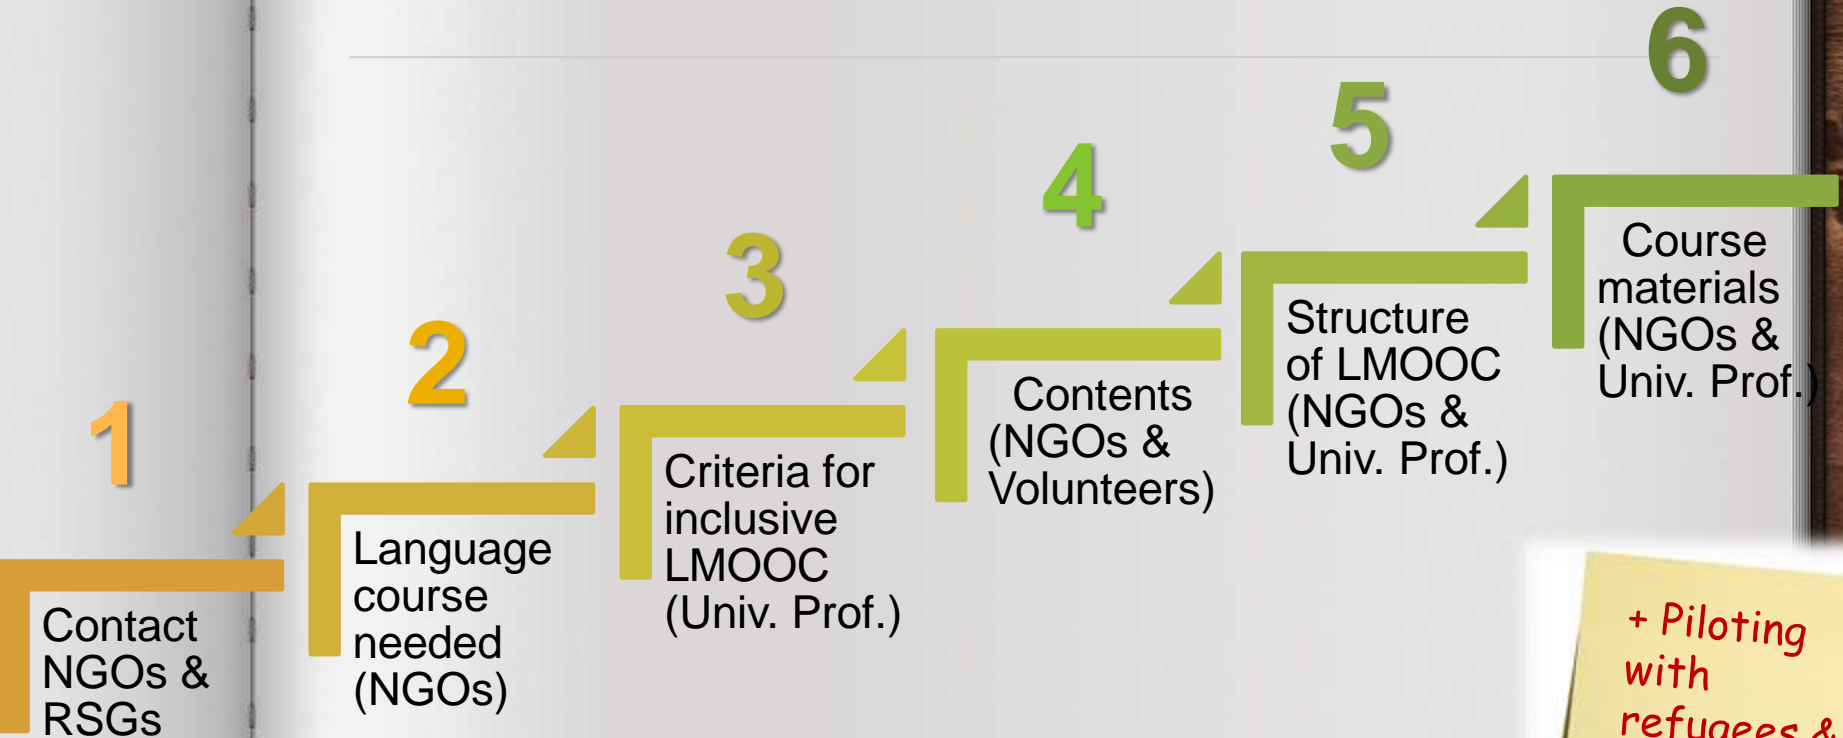 1
Contact
NGOs &
RSGs
2
Language
course
needed
(NGOs)
3
Criteria for
inclusive
LMOOC
(Univ. Prof.)
4
Contents
(NGOs &
Volunteers)
5
Structure
of LMOOC
(NGOs &
Univ. Prof.)
6
Course
materials
(NGOs &
Univ. Prof.)
+ Piloting
with
refugees &